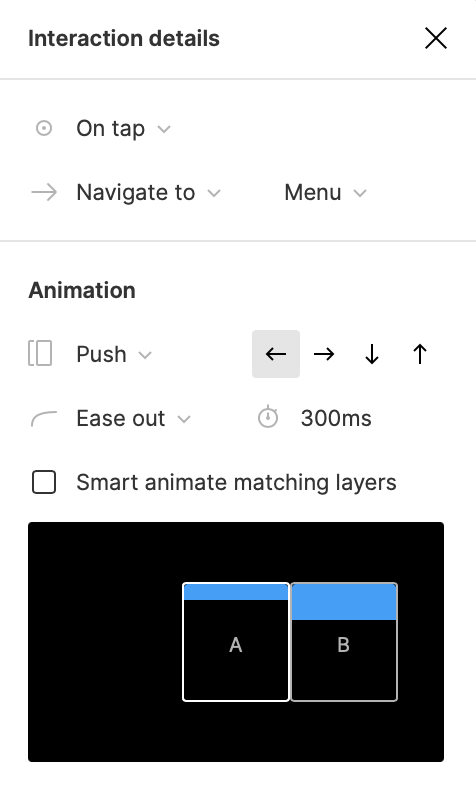 Interaction details
On tap
Navigate to Menu
Animation
Push
Ease out 300ms
Smart animate matching layers
A B